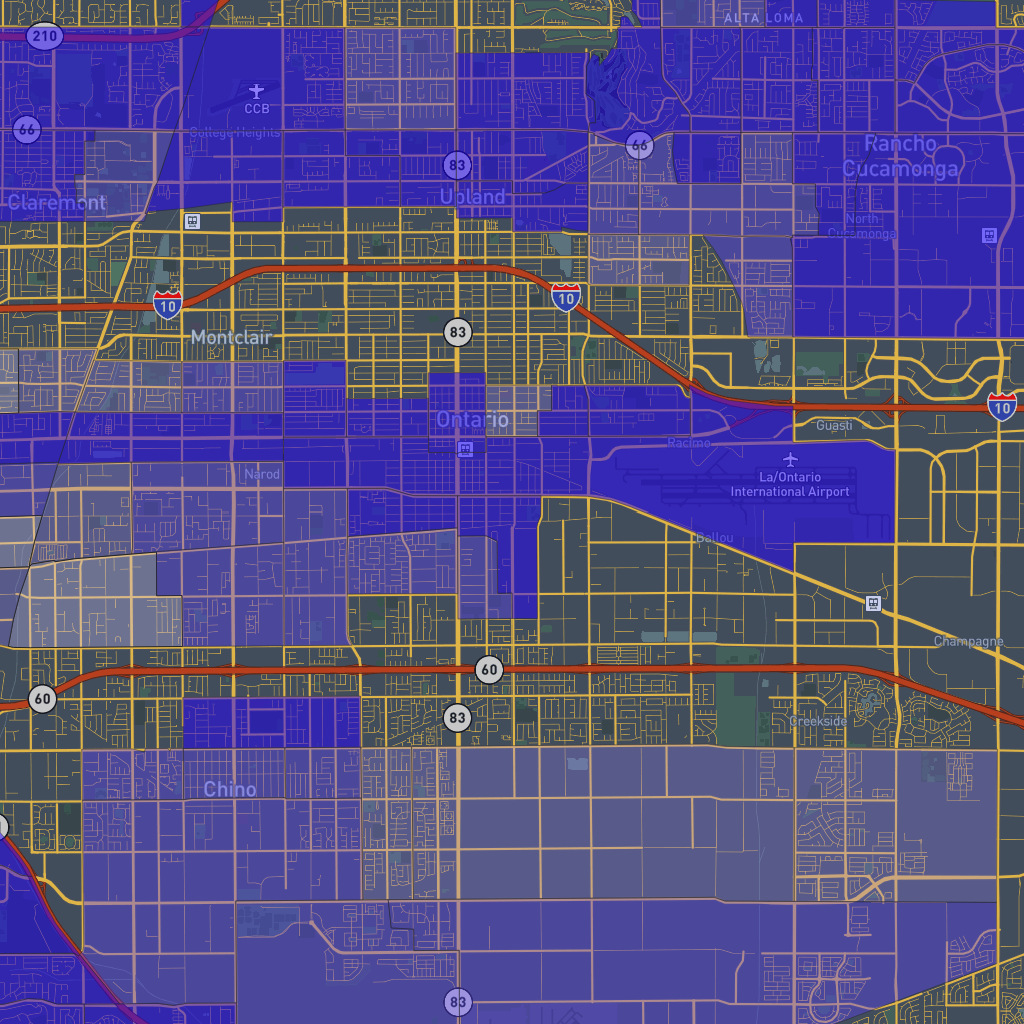 ALTA LOMA
210
CCB
66
College Heights
66
83
Rancho
Cucamonga
Claremont
Upland
North
Cucamonga
10
10
Montclair
83
10
Ontario
Guasti
Racimo
Narod
La/Ontario
International Airport
Ballou
Champagne
60
60
83
Creekside
Chino
83